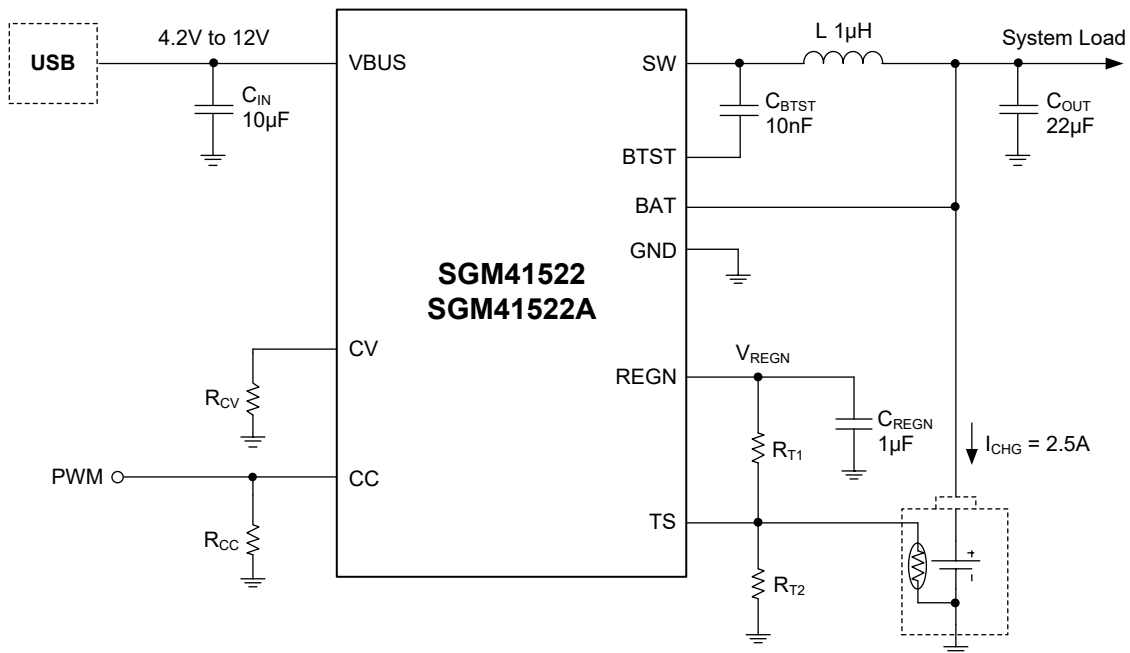 USB
4.2V to 12V
C_IN
10µF
VBUS
SW
L 1µH
System Load
C_BTST
10nF
C_OUT
22µF
BTST
BAT
GND
SGM41522
SGM41522A
CV
R_CV
PWM
CC
R_CC
REGN
V_REGN
C_REGN
1µF
R_T1
I_CHG = 2.5A
TS
R_T2
+